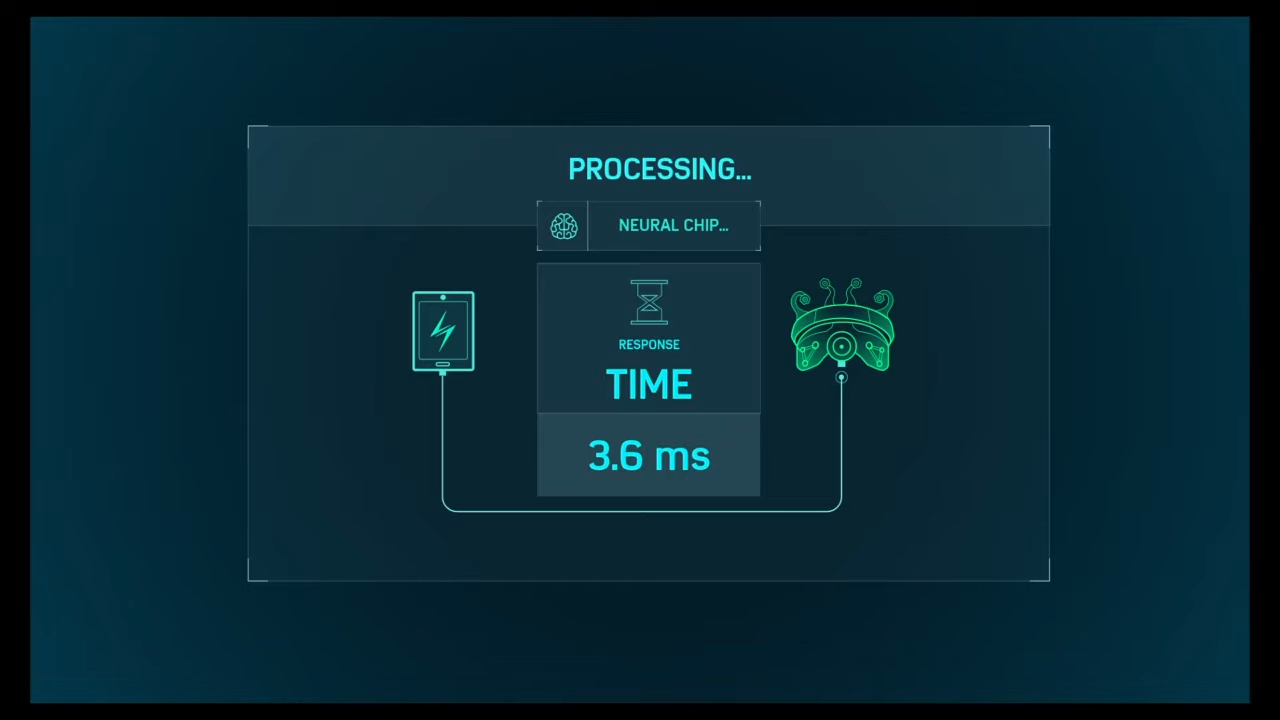 PROCESSING...
NEURAL CHIP...
RESPONSE
TIME
3.6 ms